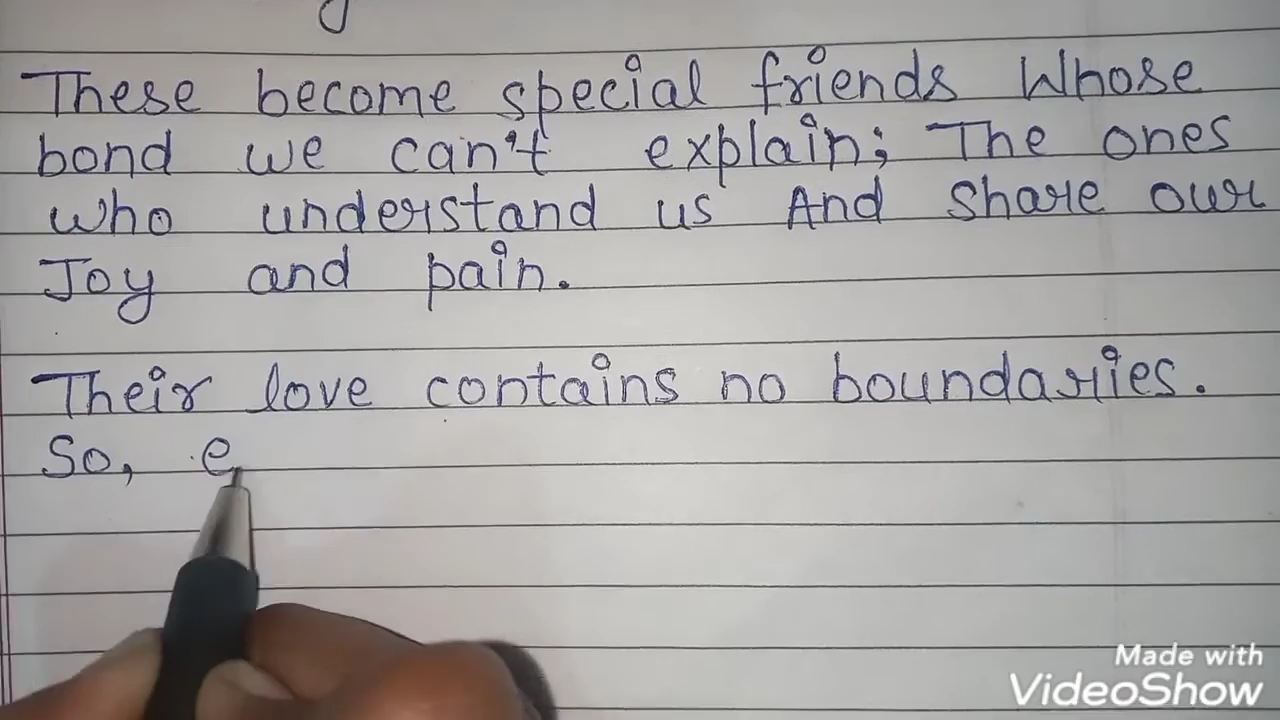 These become special friends Whose
bond we can't explain; The ones
who understand us And share our
Joy and pain.
Their love contains no boundaries.
So, e
Made with
VideoShow